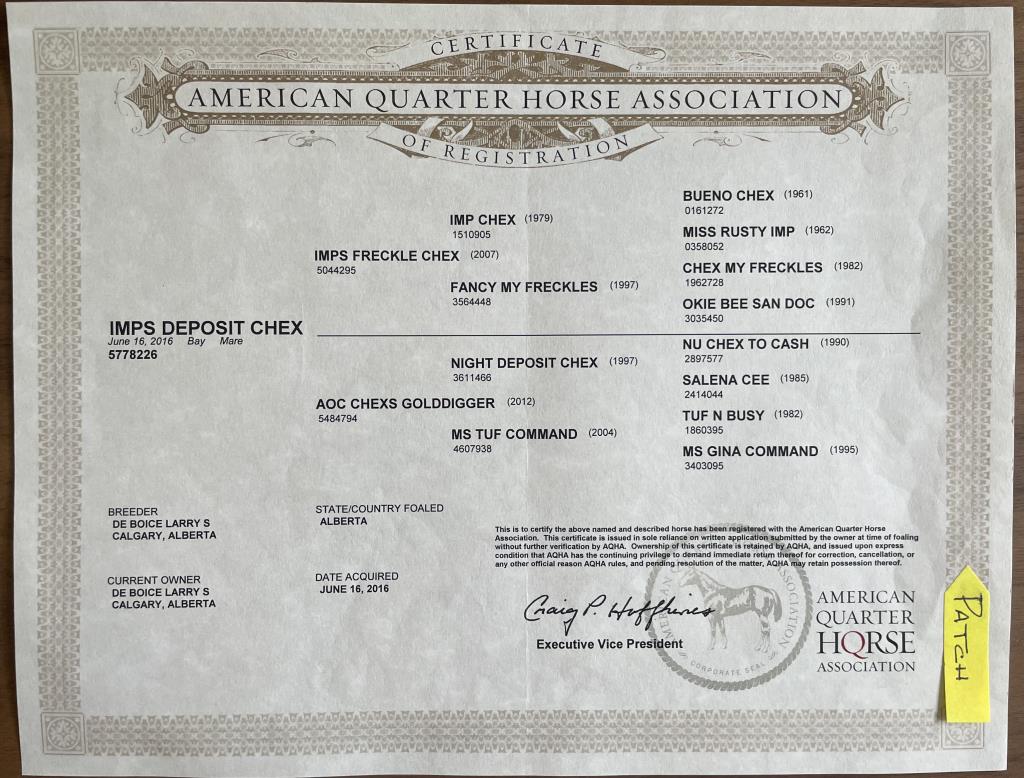 CERTIFICATE
AMERICAN QUARTER HORSE ASSOCIATION
OF REGISTRATION
BUENO CHEX (1961)
0161272
IMP CHEX (1979)
1510905
MISS RUSTY IMP (1962)
0358052
IMPS FRECKLE CHEX (2007)
5044295
CHEX MY FRECKLES (1982)
1962728
FANCY MY FRECKLES (1997)
3564448
OKIE BEE SAN DOC (1991)
3035450
IMPS DEPOSIT CHEX
June 16, 2016 Bay Mare
5778226
NU CHEX TO CASH (1990)
2897577
NIGHT DEPOSIT CHEX (1997)
3611466
SALENA CEE (1985)
2414044
AOC CHEXS GOLDDIGGER (2012)
5484794
TUF N BUSY (1982)
1860395
MS TUF COMMAND (2004)
4607938
MS GINA COMMAND (1995)
3403095
BREEDER
DE BOICE LARRY S
CALGARY, ALBERTA
STATE/COUNTRY FOALED
ALBERTA
CURRENT OWNER
DE BOICE LARRY S
CALGARY, ALBERTA
DATE ACQUIRED
JUNE 16, 2016
This is to certify the above named and described horse has been registered with the American Quarter Horse
Association. This certificate is issued in sole reliance on written application submitted by the owner at time of foaling
without further verification by AQHA. Ownership of this certificate is retained by AQHA, and issued upon express
condition that AQHA has the continuing privilege to demand immediate return thereof for correction, cancellation, or
any other official reason AQHA rules, and pending resolution of the matter, AQHA may retain possession thereof.
Craig P. Huffhines
Executive Vice President
CORPORATE SEAL
AMERICAN
QUARTER
HORSE
ASSOCIATION
PATCH